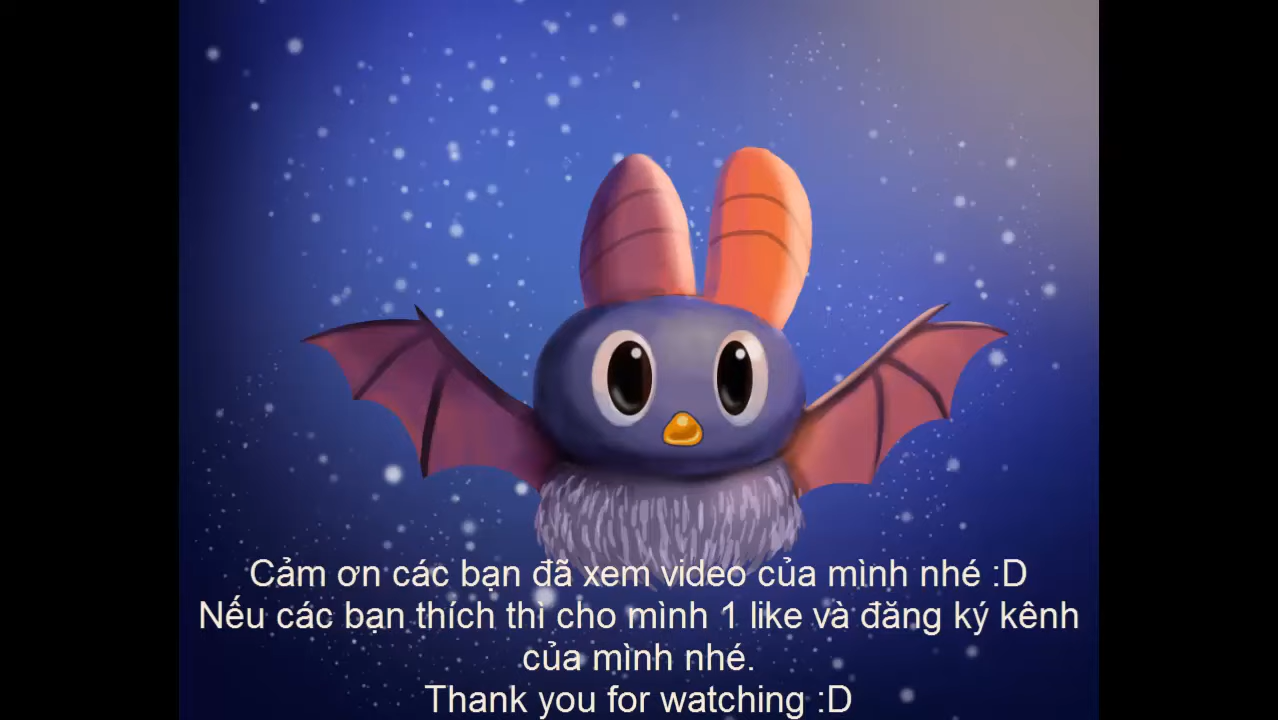 Cảm ơn các bạn đã xem video của mình nhé :D
Nếu các bạn thích thì cho mình 1 like và đăng ký kênh
của mình nhé.
Thank you for watching :D